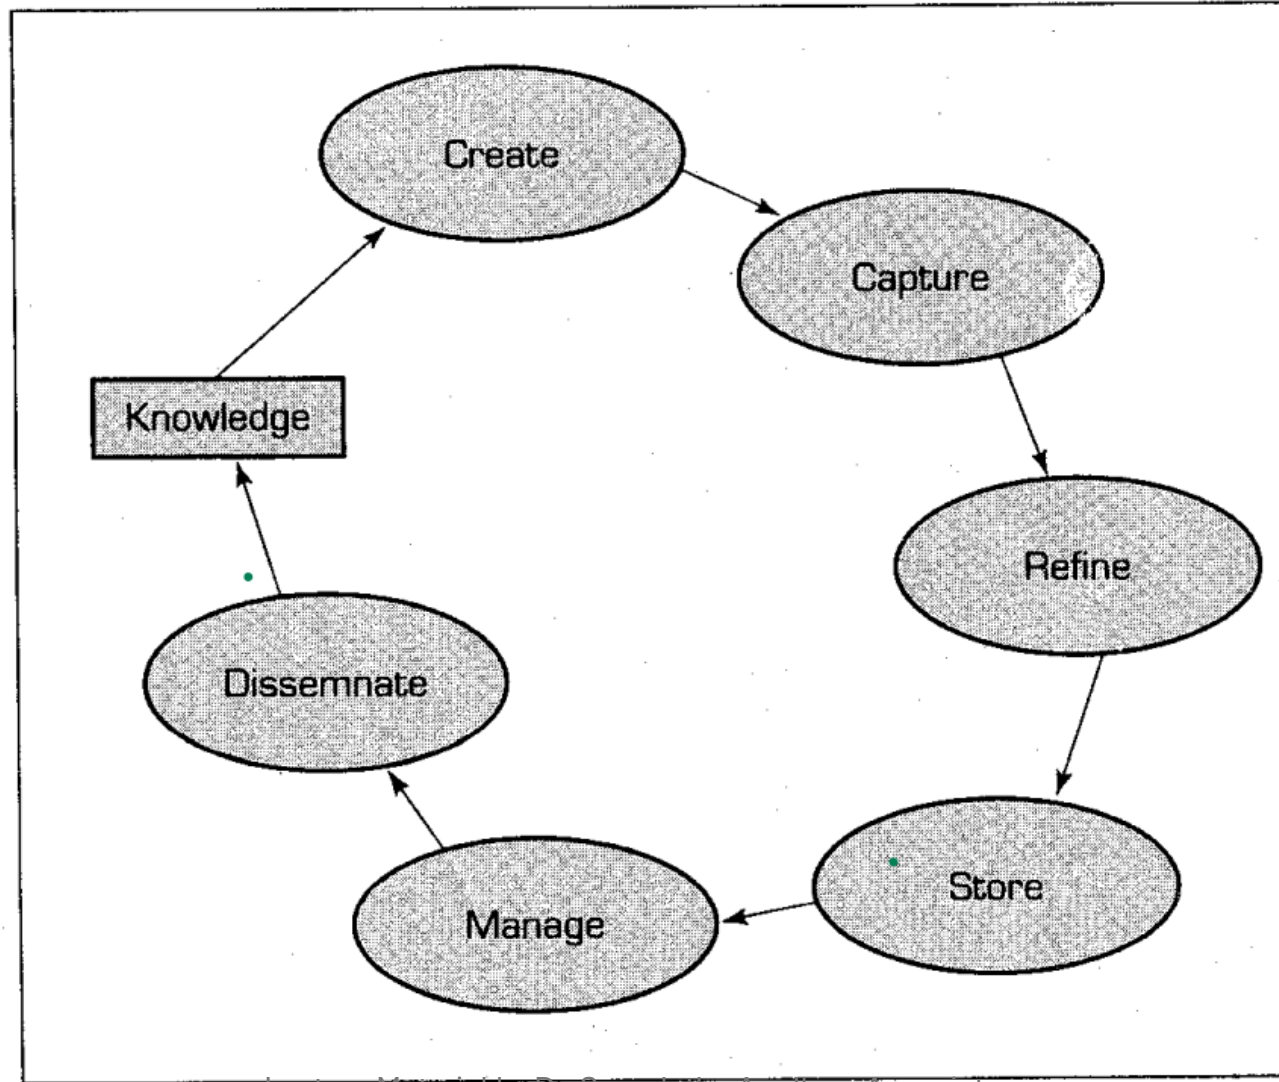 Create
Capture
Knowledge
Refine
Dissemnate
Store
Manage